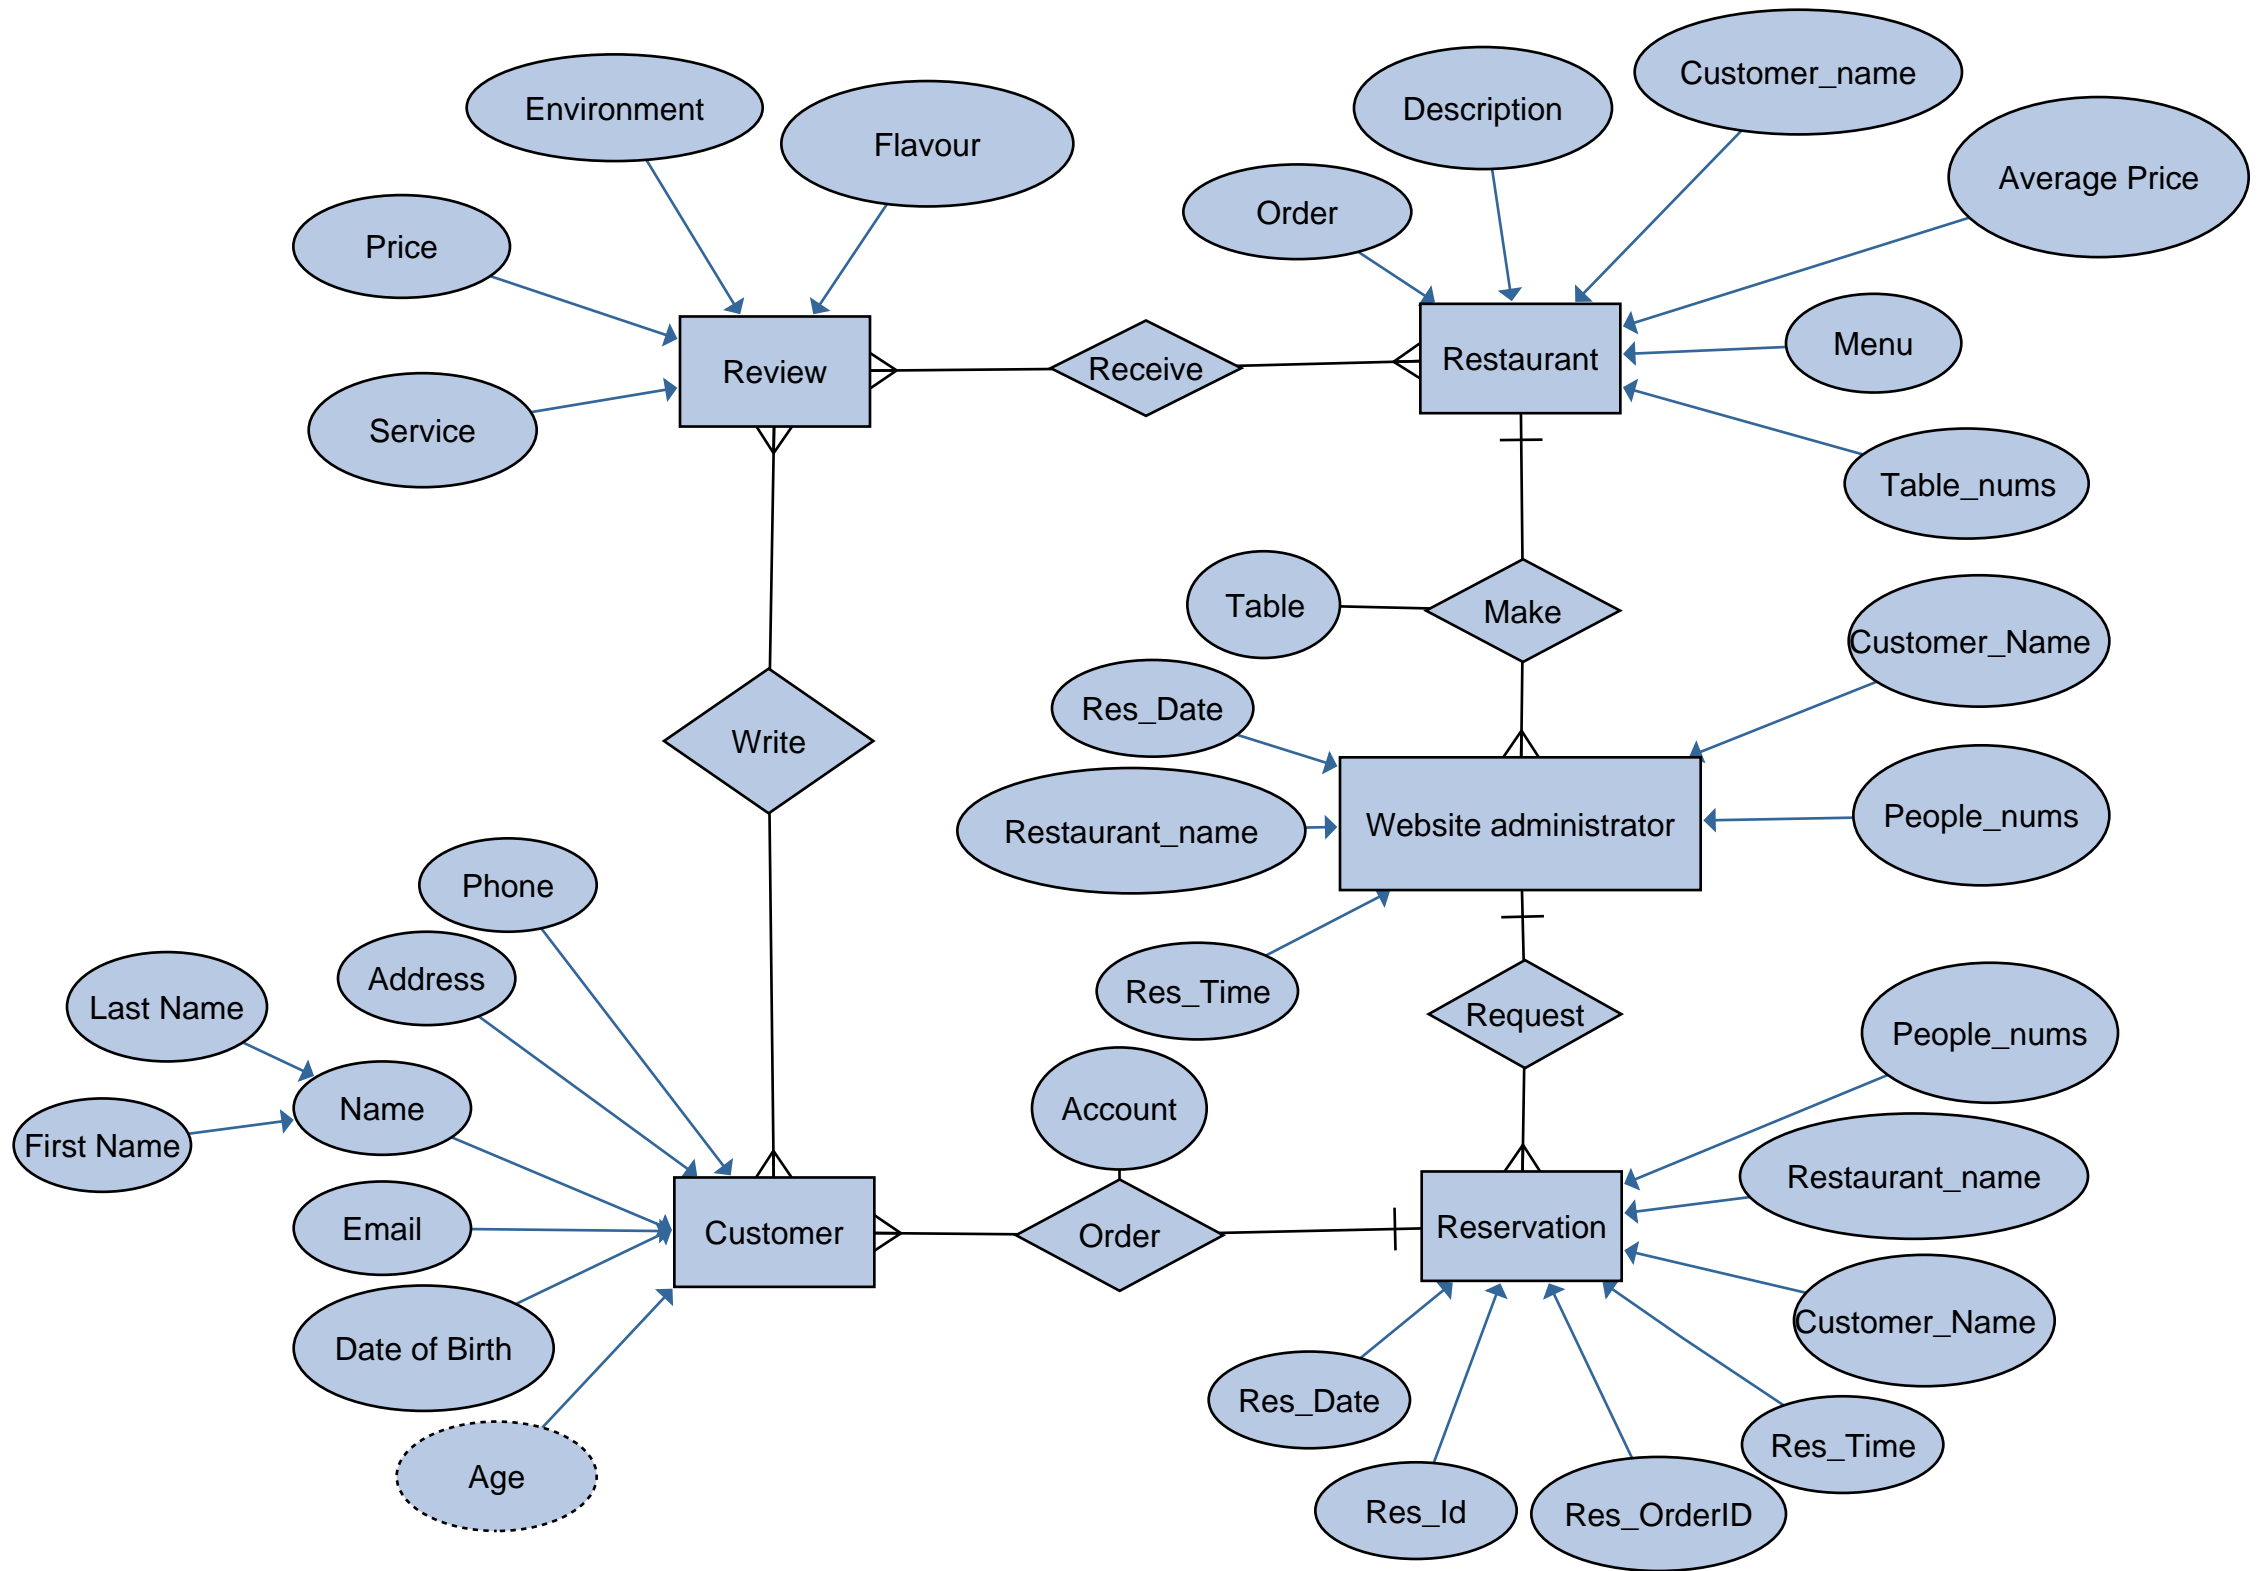 Customer_name
Environment
Description
Flavour
Average Price
Order
Price
Menu
Restaurant
Receive
Review
Service
Table_nums
Table
Make
Customer_Name
Res_Date
Write
People_nums
Website administrator
Restaurant_name
Phone
Address
Res_Time
Last Name
Request
People_nums
Name
Account
First Name
Restaurant_name
Email
Customer
Order
Reservation
Customer_Name
Date of Birth
Res_Date
Res_Time
Age
Res_Id
Res_OrderID